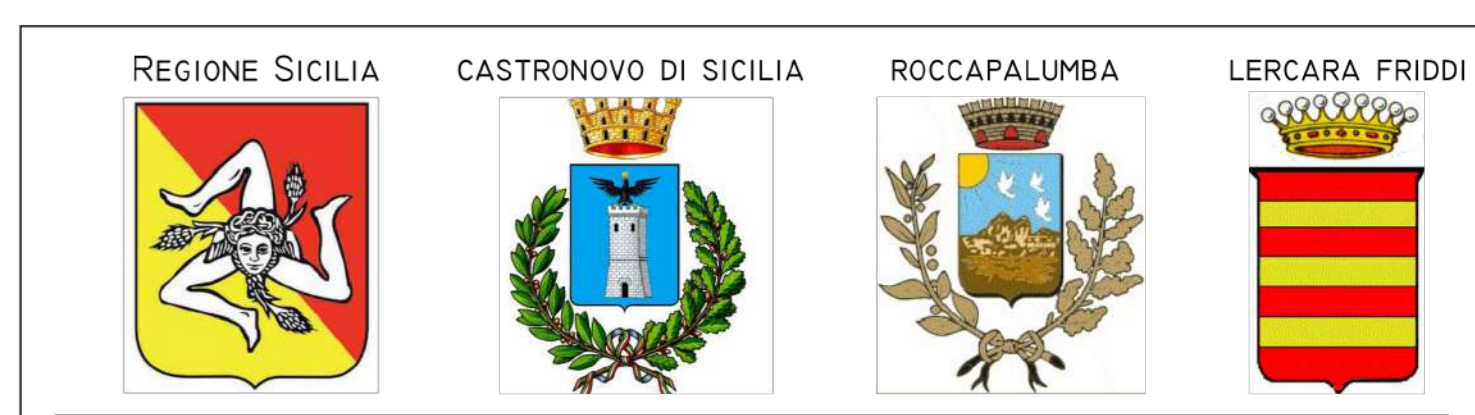 REGIONE SICILIA
CASTRONOVO DI SICILIA
ROCCAPALUMBA
LERCARA FRIDDI